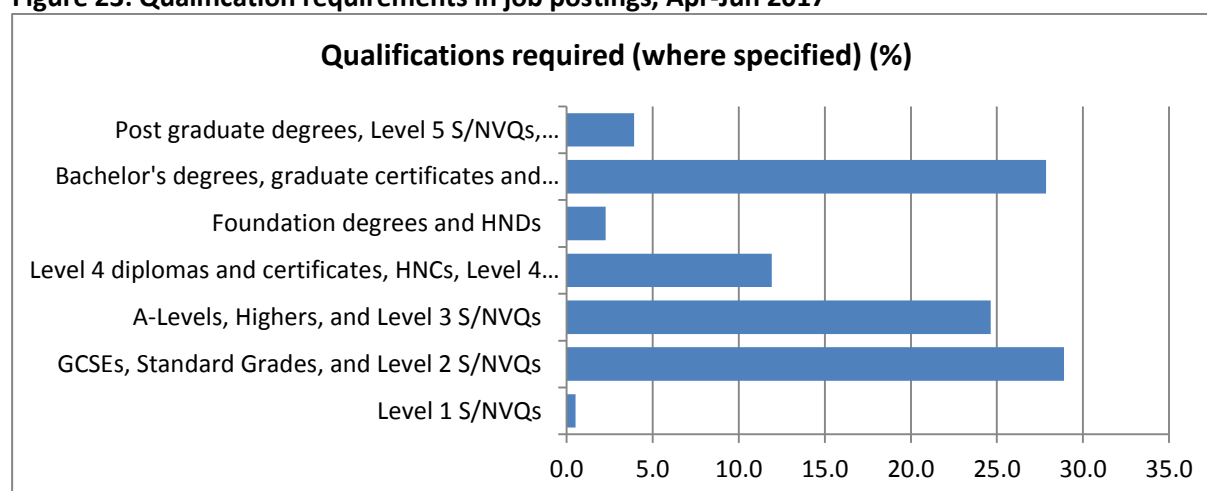 Figure 23: Qualification requirements in job postings, Apr-Jun 2017
Qualifications required (where specified) (%)
Post graduate degrees, Level 5 S/NVQs,...
Bachelor's degrees, graduate certificates and...
Foundation degrees and HNDs
Level 4 diplomas and certificates, HNCs, Level 4...
A-Levels, Highers, and Level 3 S/NVQs
GCSEs, Standard Grades, and Level 2 S/NVQs
Level 1 S/NVQs
0.0 5.0 10.0 15.0 20.0 25.0 30.0 35.0